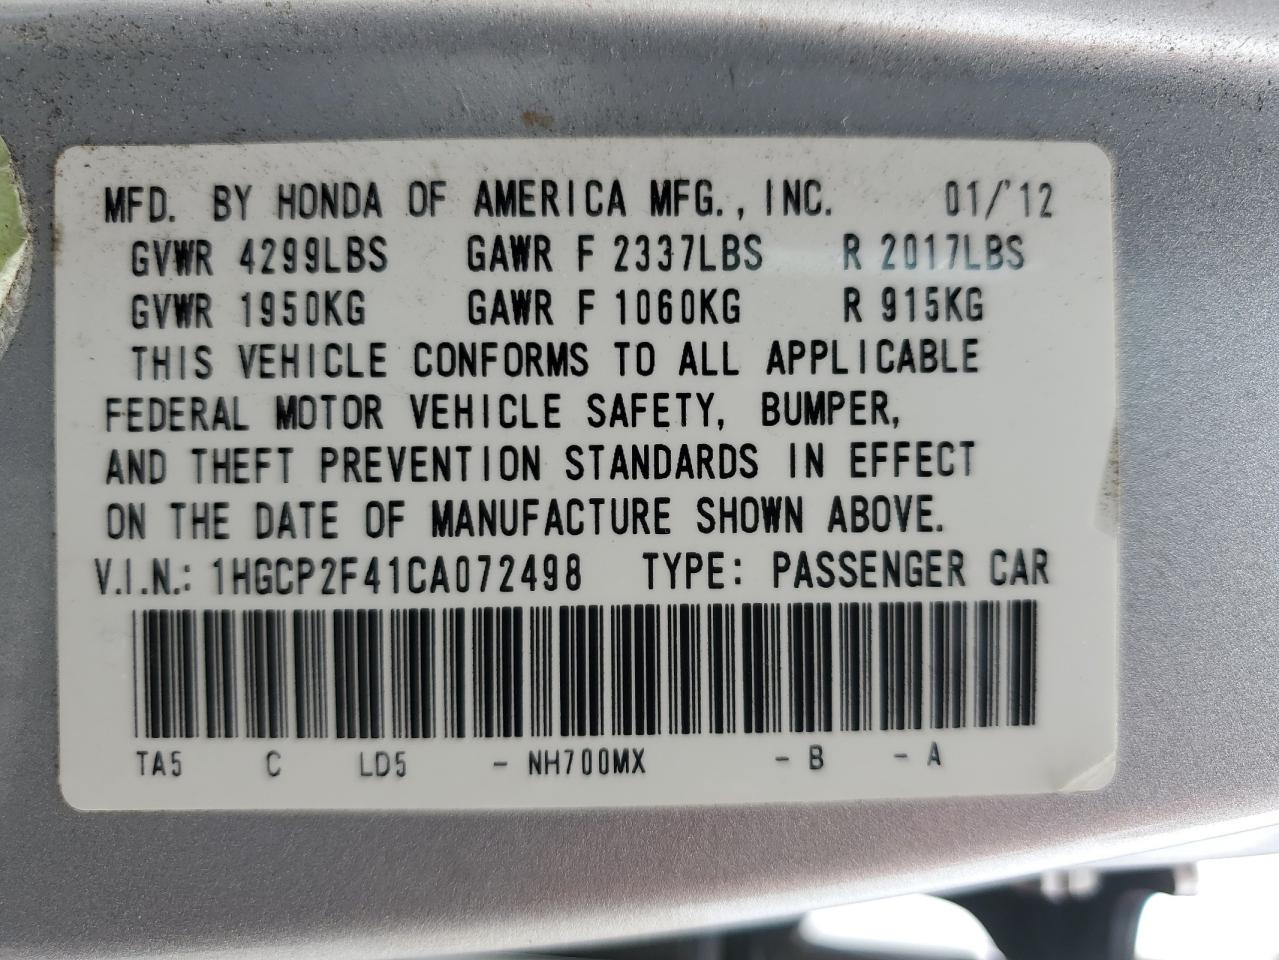 MFD. BY HONDA OF AMERICA MFG., INC. 01/'12
GVWR 4299LBS GAWR F 2337LBS R 2017LBS
GVWR 1950KG GAWR F 1060KG R 915KG
THIS VEHICLE CONFORMS TO ALL APPLICABLE
FEDERAL MOTOR VEHICLE SAFETY, BUMPER,
AND THEFT PREVENTION STANDARDS IN EFFECT
ON THE DATE OF MANUFACTURE SHOWN ABOVE.
V.I.N.: 1HGCP2F41CA072498 TYPE: PASSENGER CAR
TA5 C LD5 - NH700MX - B - A